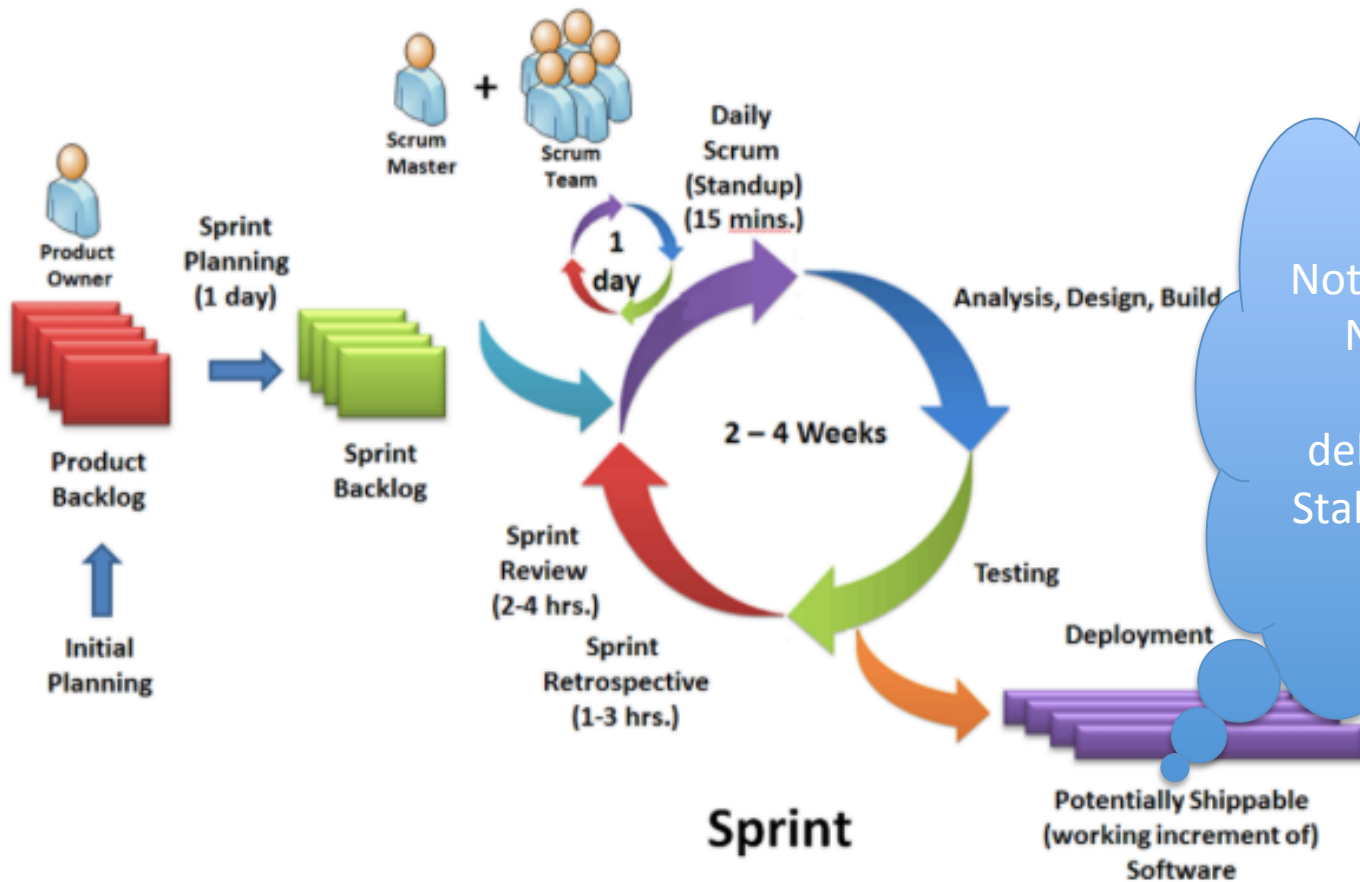 Scrum
Master
+
Scrum
Team
Daily
Scrum
(Standup)
(15 mins.)
Product
Owner
Sprint
Planning
(1 day)
1
day
Analysis, Design, Build
2 – 4 Weeks
Product
Backlog
Sprint
Backlog
Initial
Planning
Sprint
Review
(2-4 hrs.)
Sprint
Retrospective
(1-3 hrs.)
Testing
Deployment
Potentially Shippable
(working increment of)
Software
Sprint